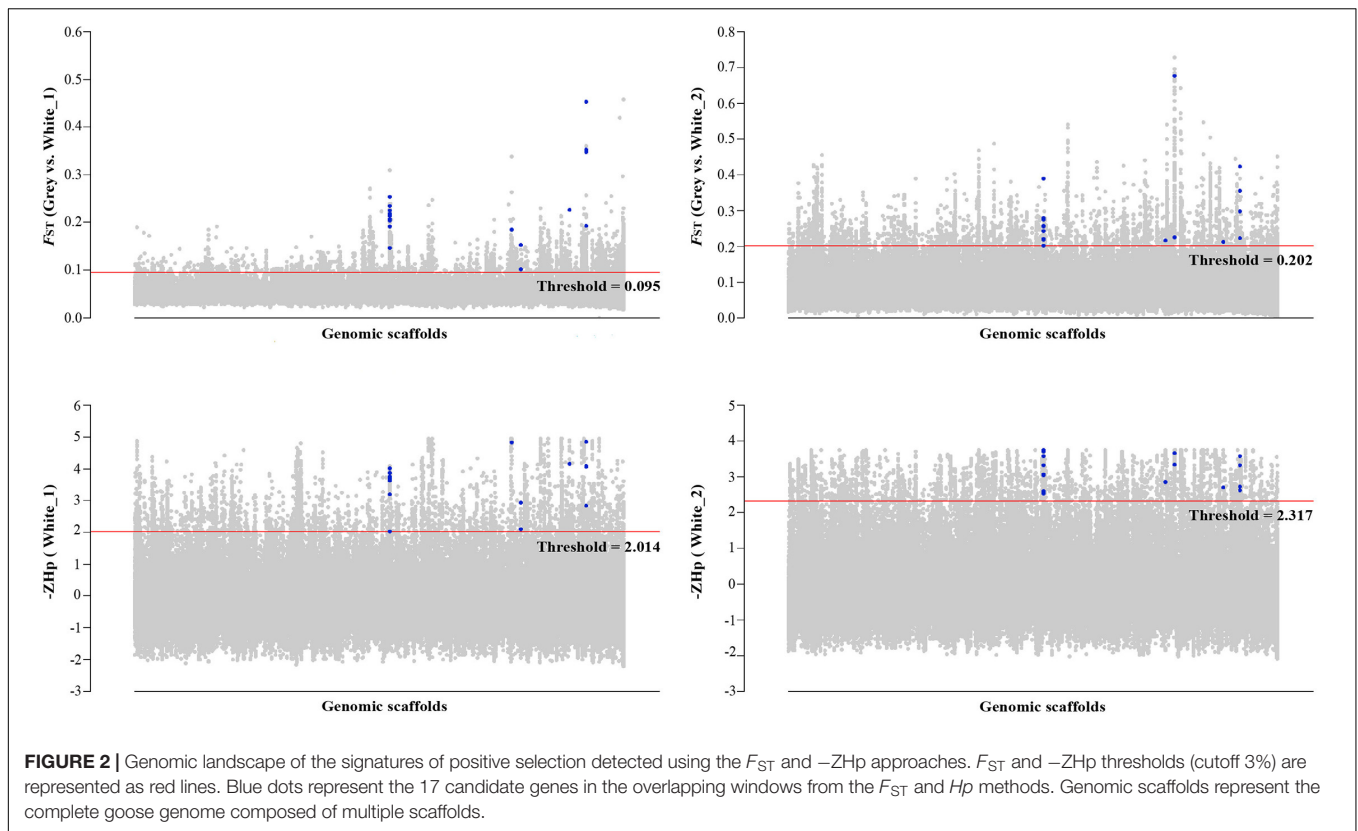 0.6
0.5
0.4
0.3
0.2
0.1
0.0
FST (Grey vs. White_1)
Threshold = 0.095
Genomic scaffolds
0.8
0.7
0.6
0.5
0.4
0.3
0.2
0.1
0.0
FST (Grey vs. White_2)
Threshold = 0.202
Genomic scaffolds
6
5
4
3
2
1
0
-1
-2
-3
-ZHp ( White_1)
Threshold = 2.014
Genomic scaffolds
5
4
3
2
1
0
-1
-2
-3
-ZHp ( White_2)
Threshold = 2.317
Genomic scaffolds
FIGURE 2 | Genomic landscape of the signatures of positive selection detected using the FST and −ZHp approaches. FST and −ZHp thresholds (cutoff 3%) are
represented as red lines. Blue dots represent the 17 candidate genes in the overlapping windows from the FST and Hp methods. Genomic scaffolds represent the
complete goose genome composed of multiple scaffolds.